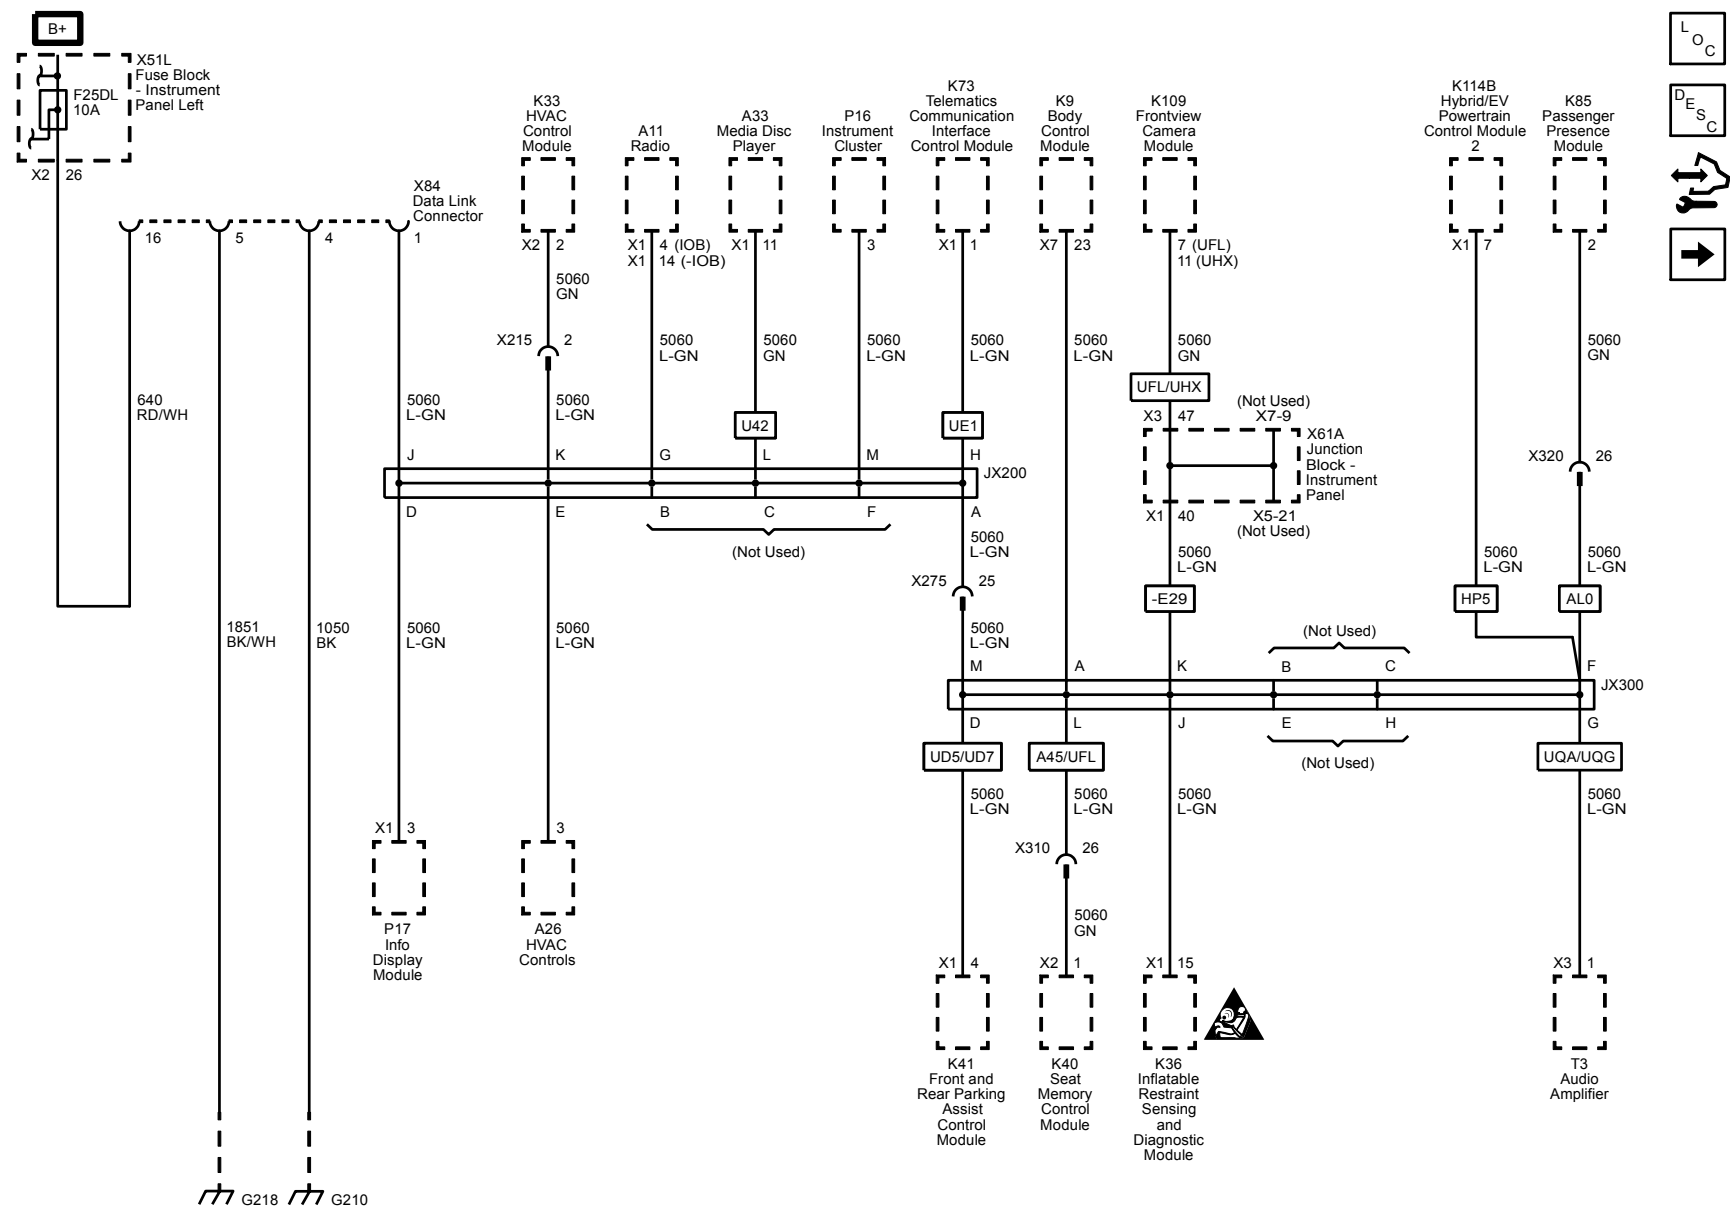 B+
X51L
Fuse Block
- Instrument
Panel Left
F25DL
10A
X2 26
L
O
C
D
E
S
C
K33
HVAC
Control
Module
A11
Radio
A33
Media Disc
Player
P16
Instrument
Cluster
K73
Telematics
Communication
Interface
Control Module
K9
Body
Control
Module
K109
Frontview
Camera
Module
K114B
Hybrid/EV
Powertrain
Control Module
2
K85
Passenger
Presence
Module
X84
Data Link
Connector
16
5
4
1
X2 2
X1 4 (IOB)
X1 14 (-IOB)
X1 11
3
X1 1
X7 23
7 (UFL)
11 (UHX)
X1 7
2
5060
GN
X215 2
5060
L-GN
5060
GN
5060
L-GN
5060
L-GN
5060
L-GN
5060
GN
5060
GN
640
RD/WH
5060
L-GN
5060
L-GN
U42
UE1
UFL/UHX
X3 47
(Not Used)
X7-9
X61A
Junction
Block -
Instrument
Panel
X320 26
J
K
G
L
M
H
JX200
D
E
B
C
F
A
(Not Used)
X1 40
X5-21
(Not Used)
5060
L-GN
X275 25
5060
L-GN
5060
L-GN
-E29
5060
L-GN
HP5
5060
L-GN
AL0
1851
BK/WH
1050
BK
5060
L-GN
5060
L-GN
(Not Used)
M
A
K
B
C
F
JX300
D
L
J
E
H
G
(Not Used)
UD5/UD7
A45/UFL
UQA/UQG
5060
L-GN
5060
L-GN
5060
L-GN
5060
L-GN
X310 26
5060
GN
X1 3
3
P17
Info
Display
Module
A26
HVAC
Controls
X1 4
X2 1
X1 15
X3 1
K41
Front and
Rear Parking
Assist
Control
Module
K40
Seat
Memory
Control
Module
K36
Inflatable
Restraint
Sensing
and
Diagnostic
Module
T3
Audio
Amplifier
G218
G210